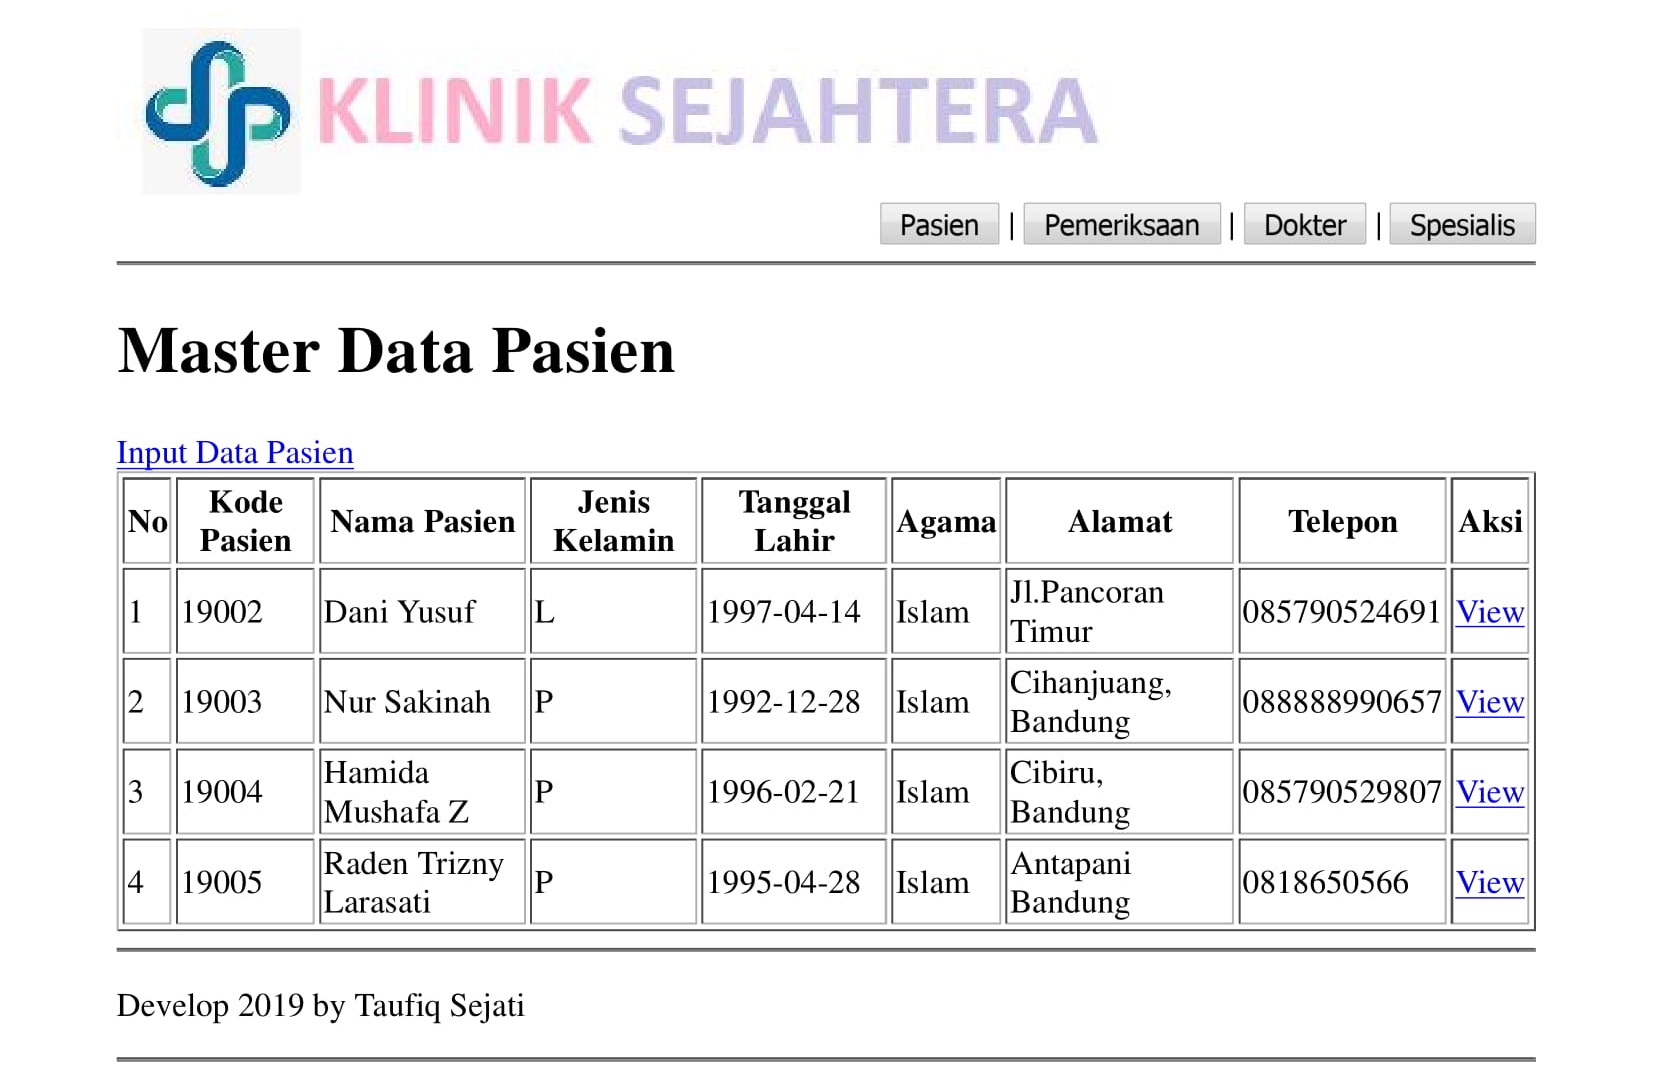 KLINIK SEJAHTERA
Pasien | Pemeriksaan | Dokter | Spesialis
Master Data Pasien
Input Data Pasien
No Kode Pasien Nama Pasien Jenis Kelamin Tanggal Lahir Agama Alamat Telepon Aksi
1 19002 Dani Yusuf L 1997-04-14 Islam Jl.Pancoran Timur 085790524691 View
2 19003 Nur Sakinah P 1992-12-28 Islam Cihanjuang, Bandung 088888990657 View
3 19004 Hamida Mushafa Z P 1996-02-21 Islam Cibiru, Bandung 085790529807 View
4 19005 Raden Trizny Larasati P 1995-04-28 Islam Antapani Bandung 0818650566 View
Develop 2019 by Taufiq Sejati